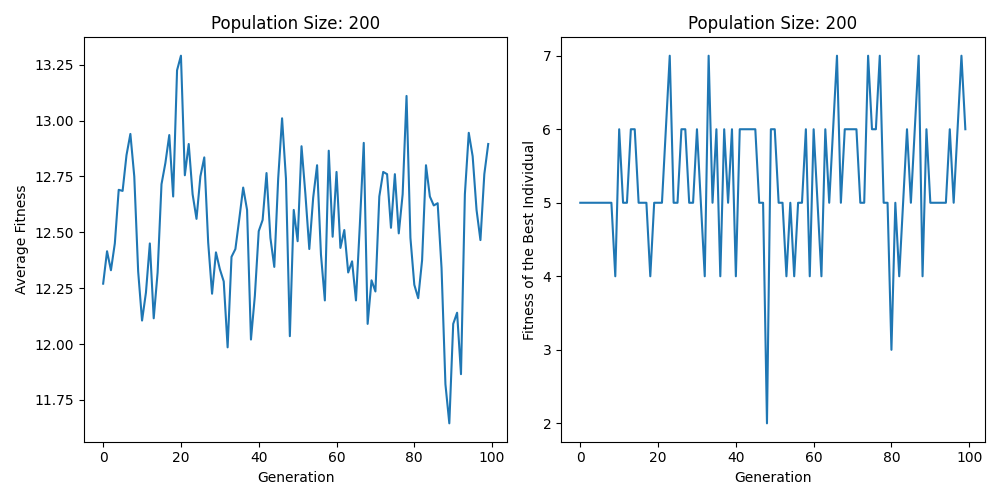 Population Size: 200
Average Fitness
13.25
13.00
12.75
12.50
12.25
12.00
11.75
0 20 40 60 80 100
Generation
Population Size: 200
Fitness of the Best Individual
7
6
5
4
3
2
0 20 40 60 80 100
Generation